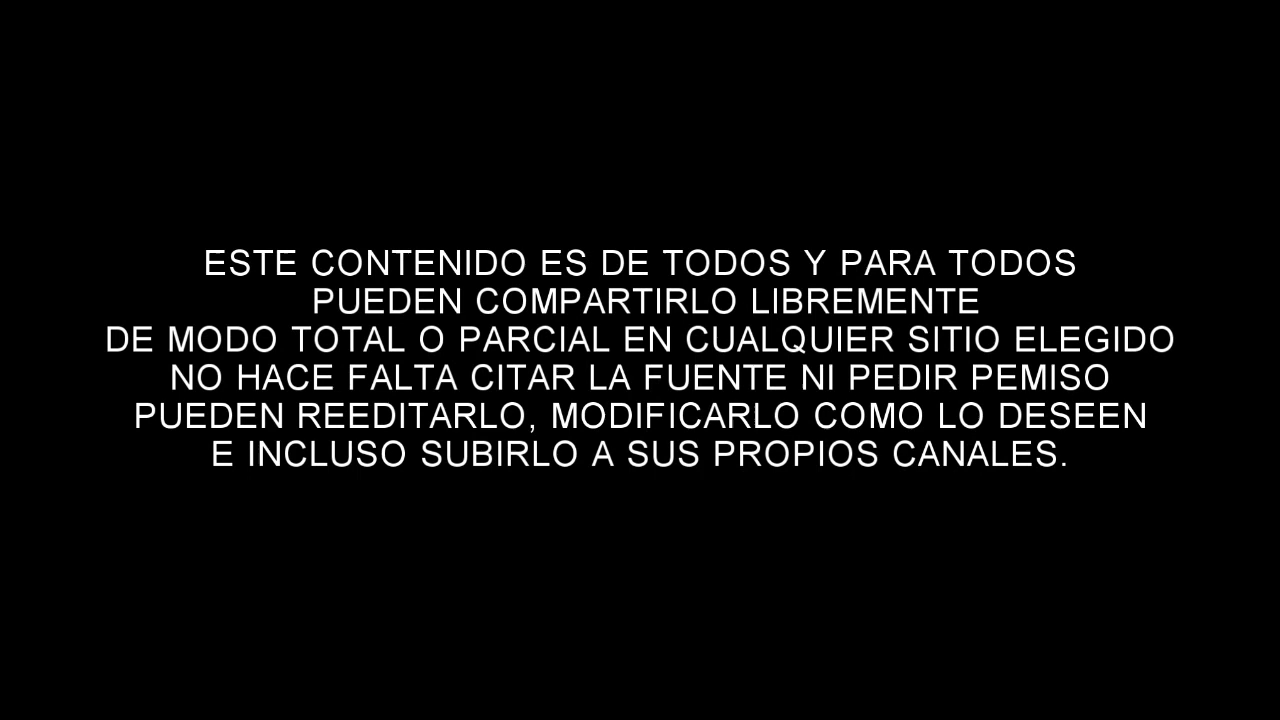 ESTE CONTENIDO ES DE TODOS Y PARA TODOS
PUEDEN COMPARTIRLO LIBREMENTE
DE MODO TOTAL O PARCIAL EN CUALQUIER SITIO ELEGIDO
NO HACE FALTA CITAR LA FUENTE NI PEDIR PEMISO
PUEDEN REEDITARLO, MODIFICARLO COMO LO DESEEN
E INCLUSO SUBIRLO A SUS PROPIOS CANALES.